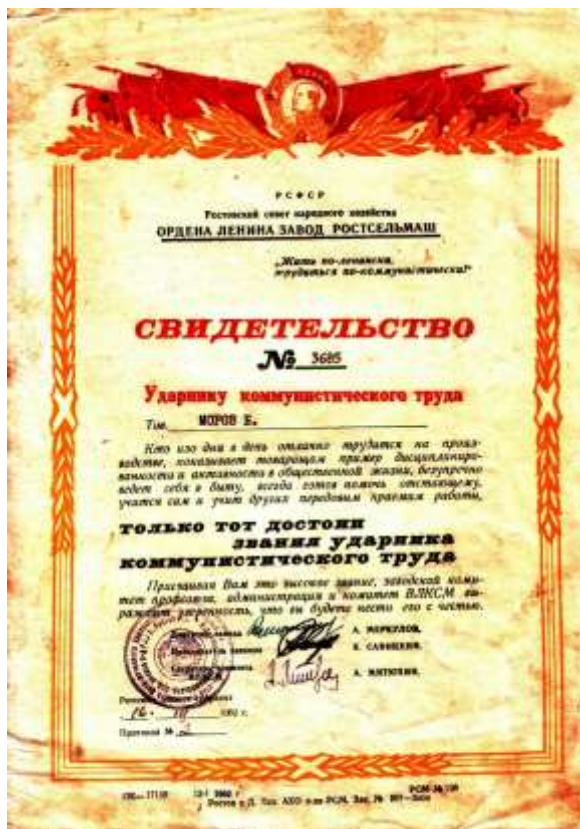 РСФСР
Ростовский совет народного хозяйства
ОРДЕНА ЛЕНИНА ЗАВОД РОСТСЕЛЬМАШ
„Жить по-ленински,
трудиться по-коммунистически!"
СВИДЕТЕЛЬСТВО
№ 3685
Ударнику коммунистического труда
Тов. МОРОВ Б.
Кто изо дня в день отлично трудится на произ-
водстве, показывает товарищам пример дисциплиниро-
ванности и активности в общественной жизни, безупречно
ведет себя в быту, всегда готов помочь отстающему,
учится сам и учит других передовым приемам работы,
только тот достоин
звания ударника
коммунистического труда
Присваивая Вам это высокое звание, заводской коми-
тет профсоюза, администрация и комитет ВЛКСМ вы-
ражают уверенность, что вы будете нести его с честью.
А. МОРКУЛОВ.
А. МИТЮХИН.
Протокол №